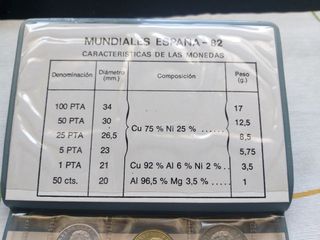 MUNDIALES ESPAÑA-82
CARACTERISTICAS DE LAS MONEDAS
Denominación Diámetro (mm.) Composición Peso (g.)
100 PTA 34 17
50 PTA 30 12,5
Cu 75 % Ni 25 % ......
25 PTA 26,5 8,5
5 PTA 23 5,75
1 PTA 21 Cu 92 % Al 6 % Ni 2 % .. 3,5
50 cts. 20 Al 96,5 % Mg 3,5 % .... 1